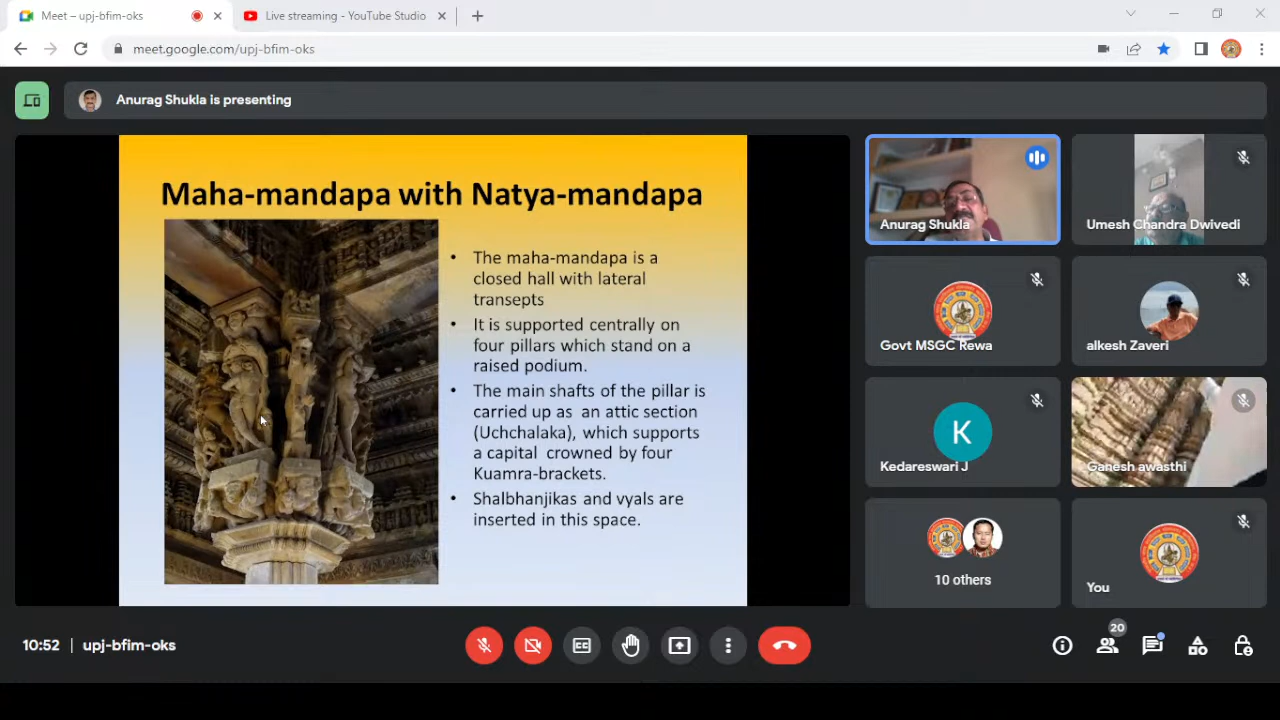 Meet – upj-bfim-oks
Live streaming - YouTube Studio
meet.google.com/upj-bfim-oks
Anurag Shukla is presenting
Maha-mandapa with Natya-mandapa
• The maha-mandapa is a
closed hall with lateral
transepts
• It is supported centrally on
four pillars which stand on a
raised podium.
• The main shafts of the pillar is
carried up as an attic section
(Uchchalaka), which supports
a capital crowned by four
Kuamra-brackets.
• Shalbhanjikas and vyals are
inserted in this space.
Anurag Shukla
Umesh Chandra Dwivedi
Govt MSGC Rewa
alkesh Zaveri
K
Kedareswari J
Ganesh awasthi
10 others
You
10:52 | upj-bfim-oks
20